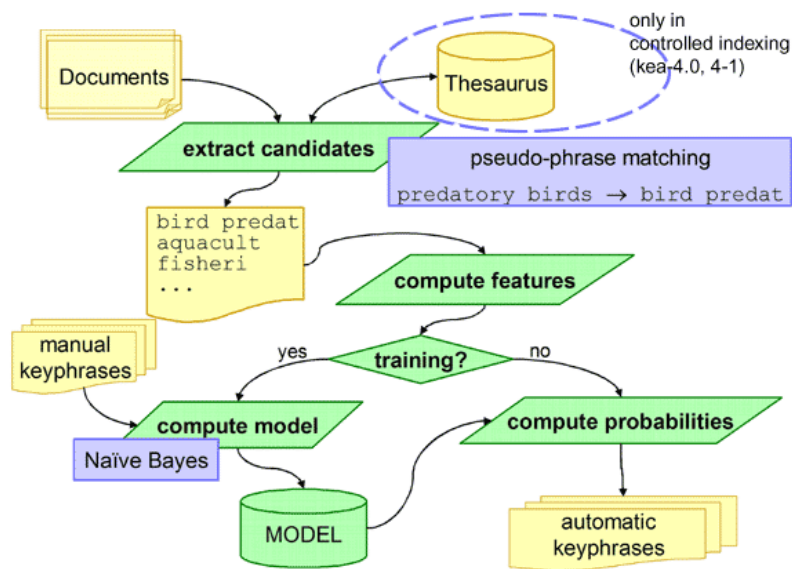 Documents
Thesaurus
only in
controlled indexing
(kea-4.0, 4-1)
extract candidates
pseudo-phrase matching
predatory birds → bird predat
bird predat
aquacult
fisheri
...
compute features
manual
keyphrases
yes
training?
no
compute model
Naïve Bayes
compute probabilities
MODEL
automatic
keyphrases